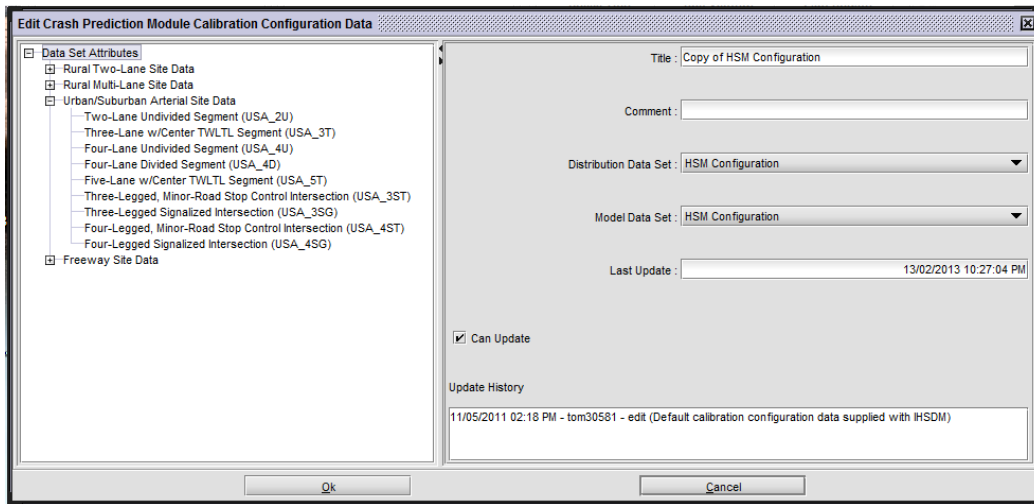 Edit Crash Prediction Module Calibration Configuration Data
Data Set Attributes
Rural Two-Lane Site Data
Rural Multi-Lane Site Data
Urban/Suburban Arterial Site Data
Two-Lane Undivided Segment (USA_2U)
Three-Lane w/Center TWLTL Segment (USA_3T)
Four-Lane Undivided Segment (USA_4U)
Four-Lane Divided Segment (USA_4D)
Five-Lane w/Center TWLTL Segment (USA_5T)
Three-Legged, Minor-Road Stop Control Intersection (USA_3ST)
Three-Legged Signalized Intersection (USA_3SG)
Four-Legged, Minor-Road Stop Control Intersection (USA_4ST)
Four-Legged Signalized Intersection (USA_4SG)
Freeway Site Data
Title : Copy of HSM Configuration
Comment :
Distribution Data Set : HSM Configuration
Model Data Set : HSM Configuration
Last Update : 13/02/2013 10:27:04 PM
Can Update
Update History
11/05/2011 02:18 PM - tom30581 - edit (Default calibration configuration data supplied with IHSDM)
Ok
Cancel